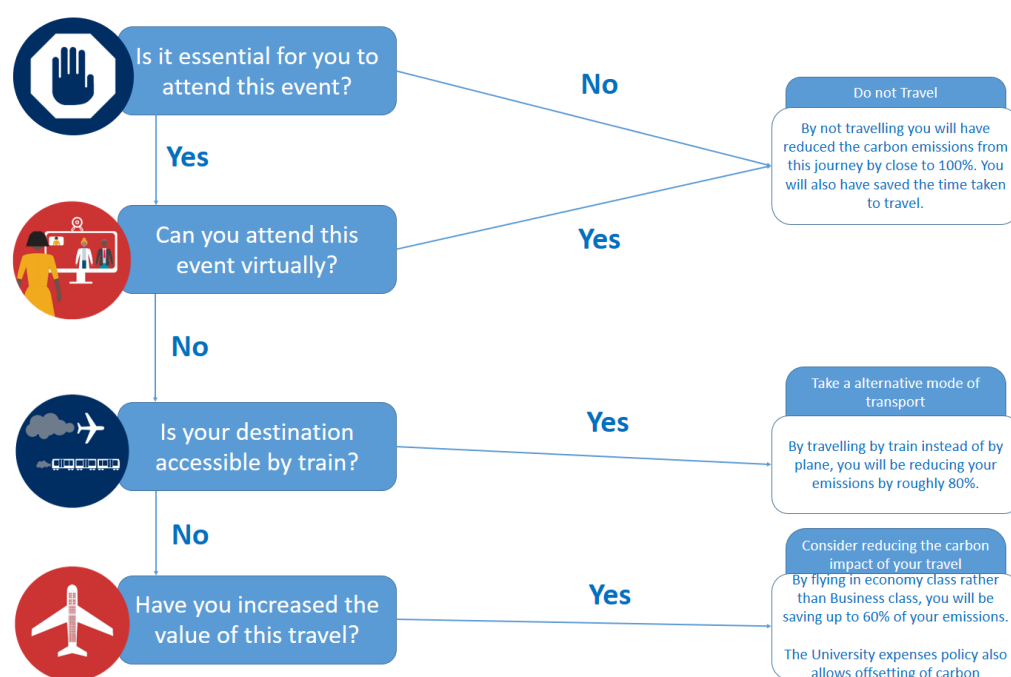 Is it essential for you to
attend this event?
No
Do not Travel
By not travelling you will have
reduced the carbon emissions from
this journey by close to 100%. You
will also have saved the time taken
to travel.
Yes
Can you attend this
event virtually?
Yes
No
Is your destination
accessible by train?
Yes
Take a alternative mode of
transport
By travelling by train instead of by
plane, you will be reducing your
emissions by roughly 80%.
No
Have you increased the
value of this travel?
Yes
Consider reducing the carbon
impact of your travel
By flying in economy class rather
than Business class, you will be
saving up to 60% of your emissions.
The University expenses policy also
allows offsetting of carbon